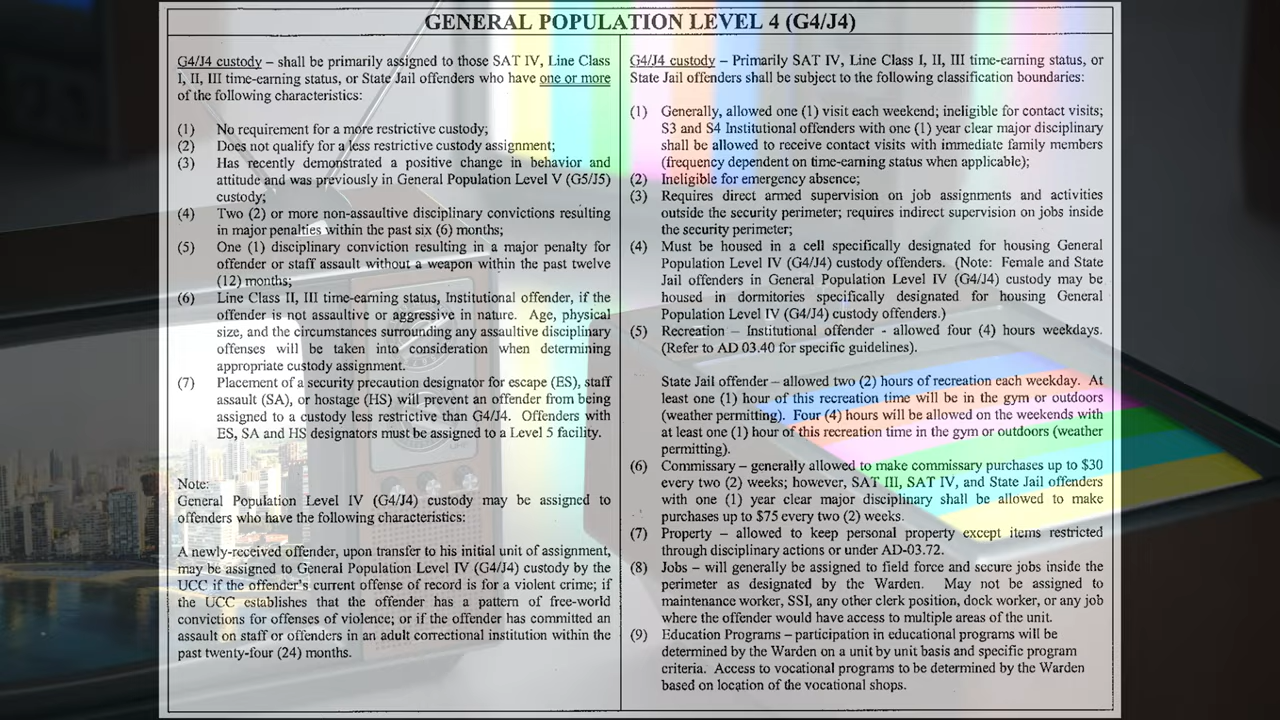 GENERAL POPULATION LEVEL 4 (G4/J4)
G4/J4 custody – shall be primarily assigned to those SAT IV, Line Class
I, II, III time-earning status, or State Jail offenders who have one or more
of the following characteristics:
(1) No requirement for a more restrictive custody;
(2) Does not qualify for a less restrictive custody assignment;
(3) Has recently demonstrated a positive change in behavior and
attitude and was previously in General Population Level V (G5/J5)
custody;
(4) Two (2) or more non-assaultive disciplinary convictions resulting
in major penalties within the past six (6) months;
(5) One (1) disciplinary conviction resulting in a major penalty for
offender or staff assault without a weapon within the past twelve
(12) months;
(6) Line Class II, III time-earning status, Institutional offender, if the
offender is not assaultive or aggressive in nature. Age, physical
size, and the circumstances surrounding any assaultive disciplinary
offenses will be taken into consideration when determining
appropriate custody assignment.
(7) Placement of a security precaution designator for escape (ES), staff
assault (SA), or hostage (HS) will prevent an offender from being
assigned to a custody less restrictive than G4/J4. Offenders with
ES, SA and HS designators must be assigned to a Level 5 facility.
Note:
General Population Level IV (G4/J4) custody may be assigned to
offenders who have the following characteristics:
A newly-received offender, upon transfer to his initial unit of assignment,
may be assigned to General Population Level IV (G4/J4) custody by the
UCC if the offender's current offense of record is for a violent crime; if
the UCC establishes that the offender has a pattern of free-world
convictions for offenses of violence; or if the offender has committed an
assault on staff or offenders in an adult correctional institution within the
past twenty-four (24) months.
G4/J4 custody – Primarily SAT IV, Line Class I, II, III time-earning status, or
State Jail offenders shall be subject to the following classification boundaries:
(1) Generally, allowed one (1) visit each weekend; ineligible for contact visits;
S3 and S4 Institutional offenders with one (1) year clear major disciplinary
shall be allowed to receive contact visits with immediate family members
(frequency dependent on time-earning status when applicable);
(2) Ineligible for emergency absence;
(3) Requires direct armed supervision on job assignments and activities
outside the security perimeter; requires indirect supervision on jobs inside
the security perimeter;
(4) Must be housed in a cell specifically designated for housing General
Population Level IV (G4/J4) custody offenders. (Note: Female and State
Jail offenders in General Population Level IV (G4/J4) custody may be
housed in dormitories specifically designated for housing General
Population Level IV (G4/J4) custody offenders.)
(5) Recreation – Institutional offender - allowed four (4) hours weekdays.
(Refer to AD 03.40 for specific guidelines).
State Jail offender – allowed two (2) hours of recreation each weekday. At
least one (1) hour of this recreation time will be in the gym or outdoors
(weather permitting). Four (4) hours will be allowed on the weekends with
at least one (1) hour of this recreation time in the gym or outdoors (weather
permitting).
(6) Commissary – generally allowed to make commissary purchases up to $30
every two (2) weeks; however, SAT III, SAT IV, and State Jail offenders
with one (1) year clear major disciplinary shall be allowed to make
purchases up to $75 every two (2) weeks.
(7) Property – allowed to keep personal property except items restricted
through disciplinary actions or under AD-03.72.
(8) Jobs – will generally be assigned to field force and secure jobs inside the
perimeter as designated by the Warden. May not be assigned to
maintenance worker, SSI, any other clerk position, dock worker, or any job
where the offender would have access to multiple areas of the unit.
(9) Education Programs – participation in educational programs will be
determined by the Warden on a unit by unit basis and specific program
criteria. Access to vocational programs to be determined by the Warden
based on location of the vocational shops.